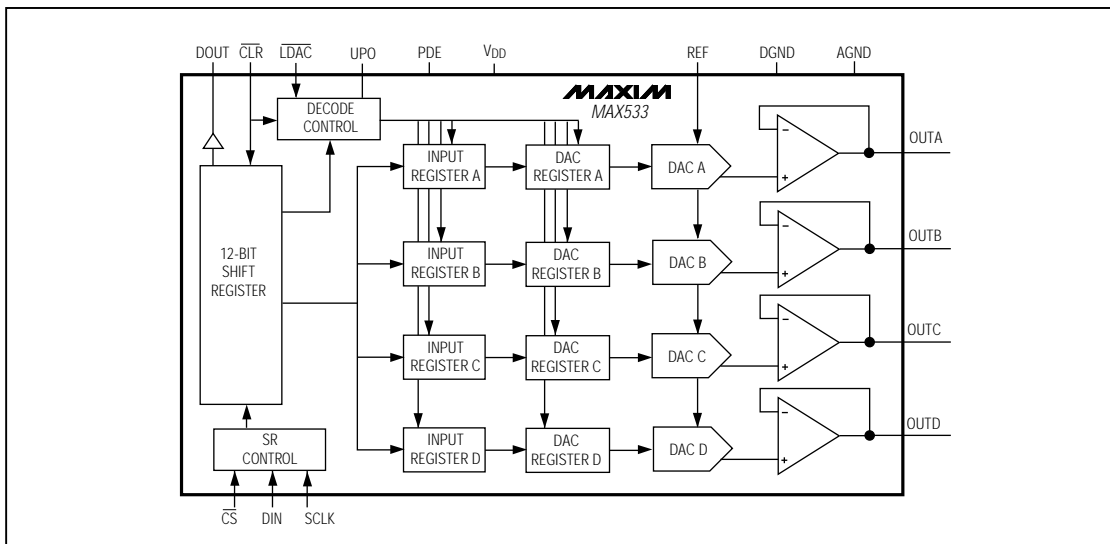 DOUT CLR LDAC UPO PDE VDD REF DGND AGND
MAXIM
MAX533
DECODE
CONTROL
INPUT
REGISTER A
DAC
REGISTER A
DAC A
- 
+
OUTA
12-BIT
SHIFT
REGISTER
INPUT
REGISTER B
DAC
REGISTER B
DAC B
-
+
OUTB
INPUT
REGISTER C
DAC
REGISTER C
DAC C
-
+
OUTC
SR
CONTROL
INPUT
REGISTER D
DAC
REGISTER D
DAC D
-
+
OUTD
CS DIN SCLK